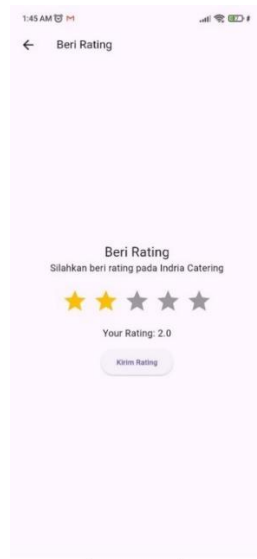 1:45 AM
Beri Rating
Beri Rating
Silahkan beri rating pada Indria Catering
Your Rating: 2.0
Kirim Rating